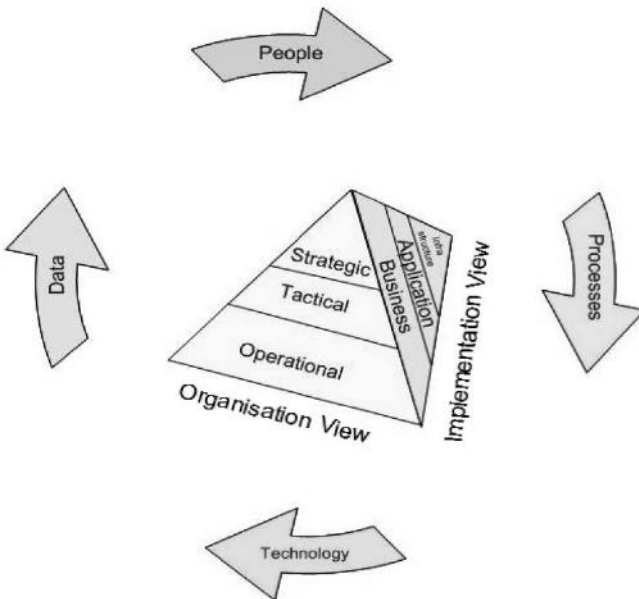 People
Data
Processes
Strategic
Tactical
Operational
Business
Application
Infra
structure
Organisation View
Implementation View
Technology